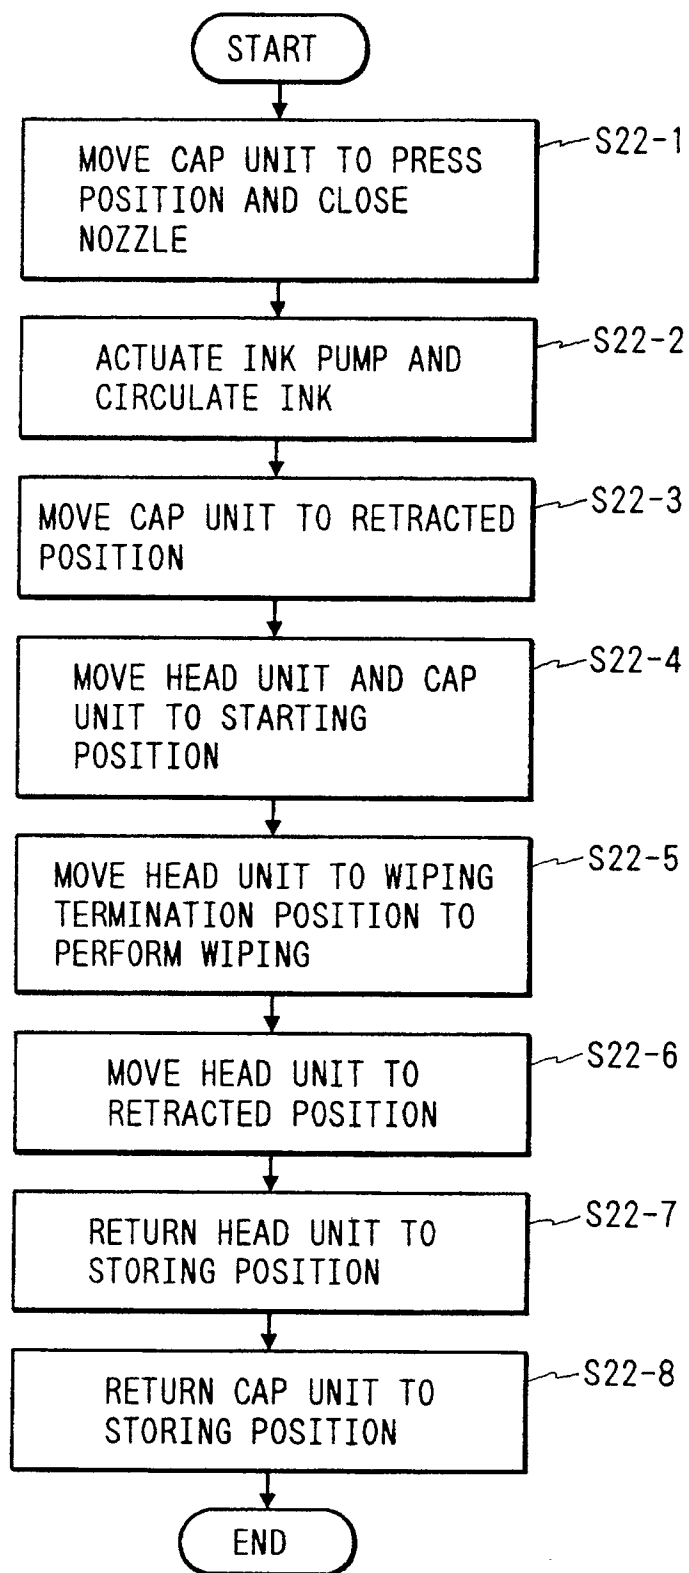 START
MOVE CAP UNIT TO PRESS
POSITION AND CLOSE
NOZZLE
S22-1
ACTUATE INK PUMP AND
CIRCULATE INK
S22-2
MOVE CAP UNIT TO RETRACTED
POSITION
S22-3
MOVE HEAD UNIT AND CAP
UNIT TO STARTING
POSITION
S22-4
MOVE HEAD UNIT TO WIPING
TERMINATION POSITION TO
PERFORM WIPING
S22-5
MOVE HEAD UNIT TO
RETRACTED POSITION
S22-6
RETURN HEAD UNIT TO
STORING POSITION
S22-7
RETURN CAP UNIT TO
STORING POSITION
S22-8
END